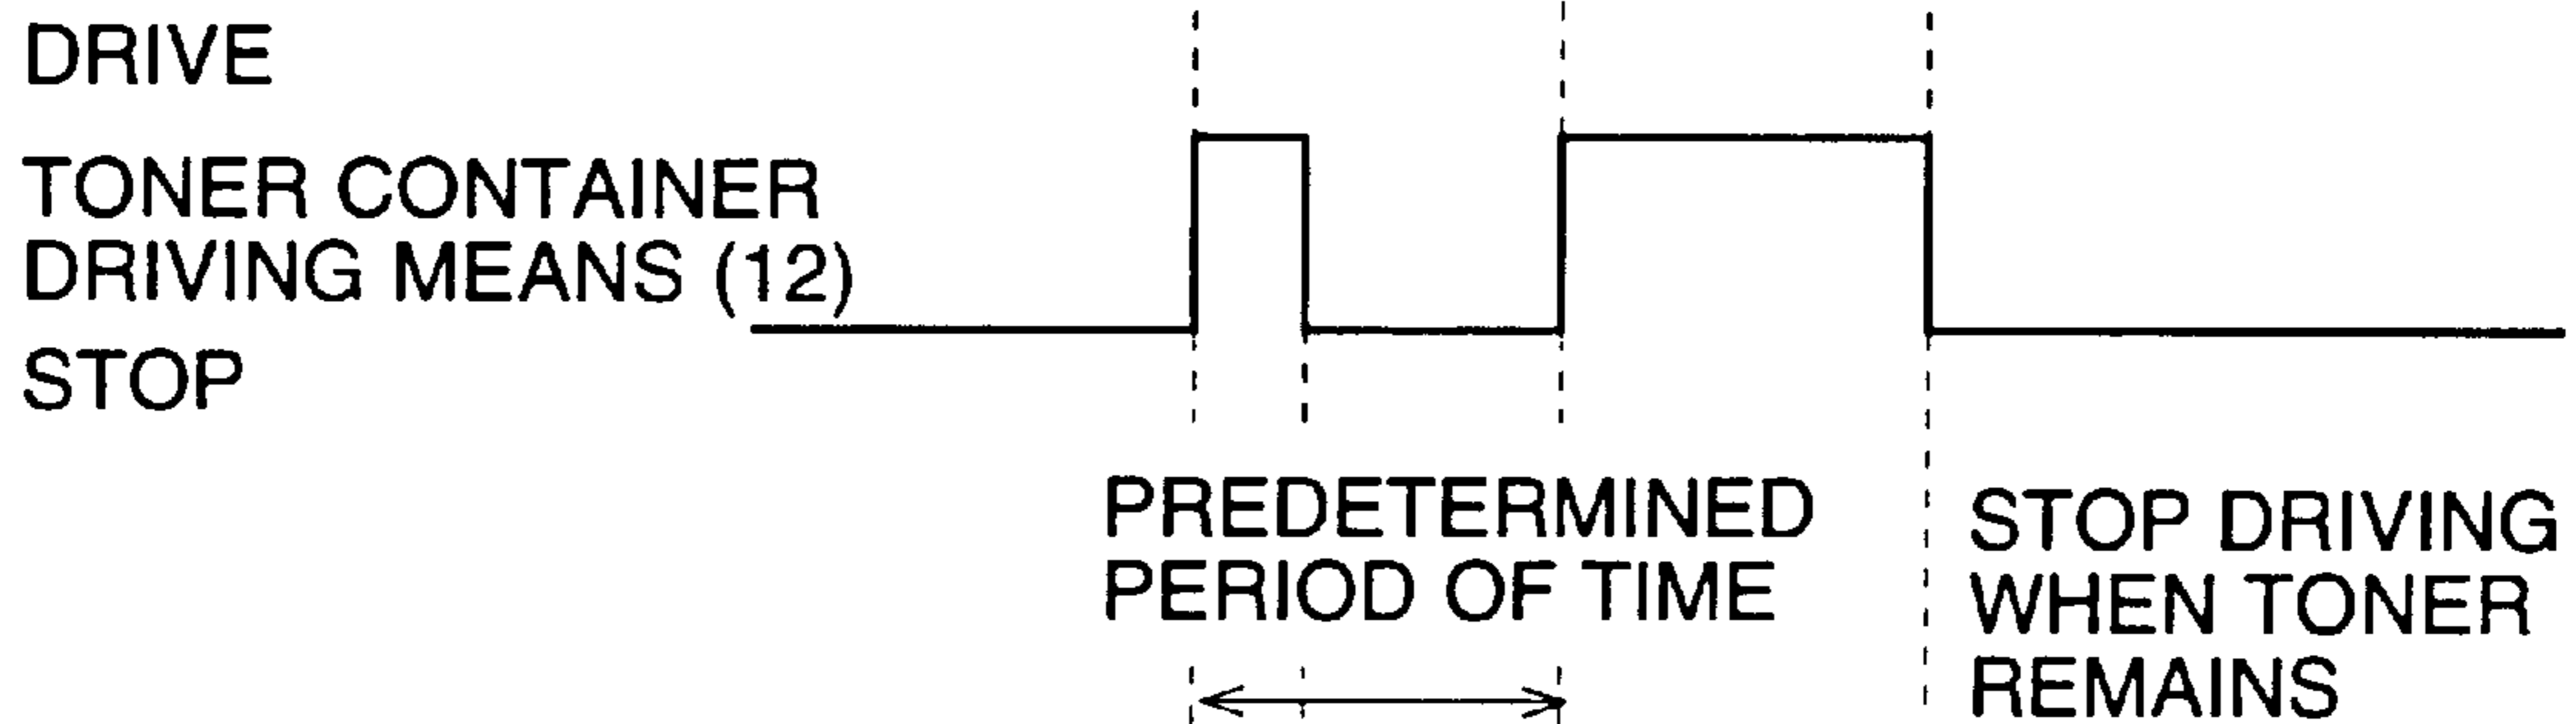 DRIVE
TONER CONTAINER
DRIVING MEANS (12)
STOP
PREDETERMINED
PERIOD OF TIME
STOP DRIVING
WHEN TONER
REMAINS